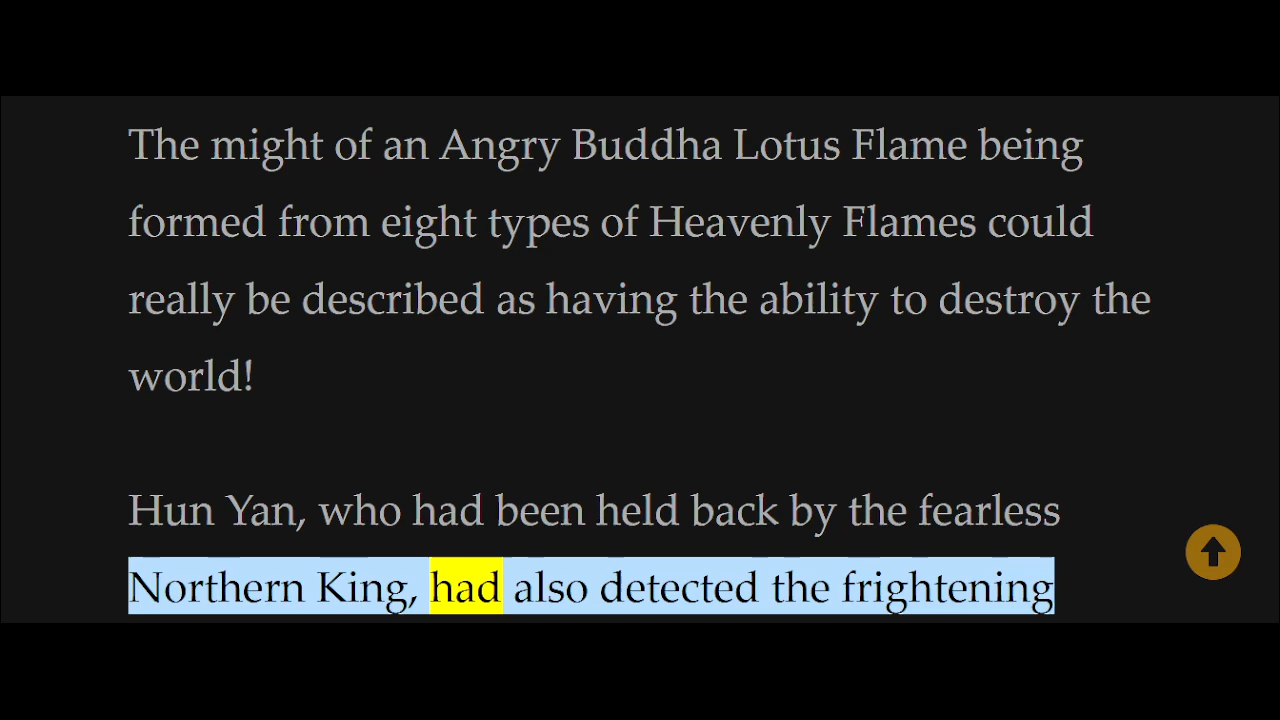 The might of an Angry Buddha Lotus Flame being
formed from eight types of Heavenly Flames could
really be described as having the ability to destroy the
world!
Hun Yan, who had been held back by the fearless
Northern King, had also detected the frightening